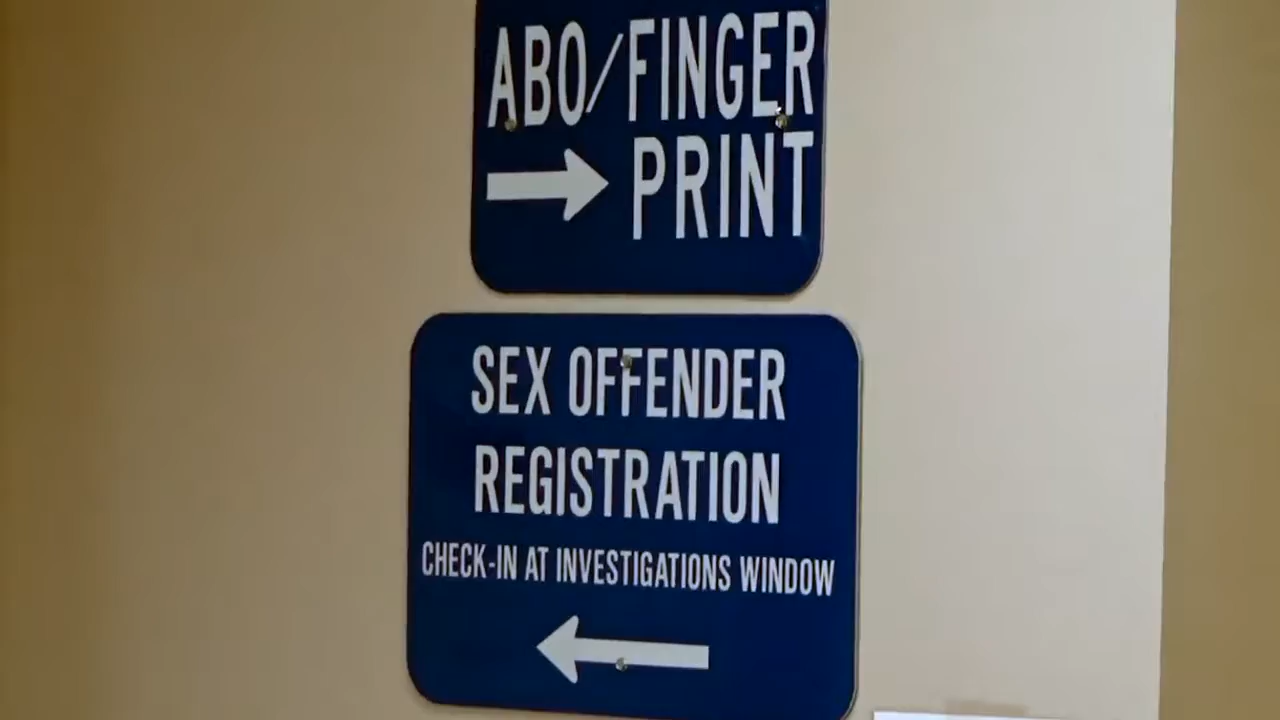 ABO/FINGER
PRINT
SEX OFFENDER
REGISTRATION
CHECK-IN AT INVESTIGATIONS WINDOW